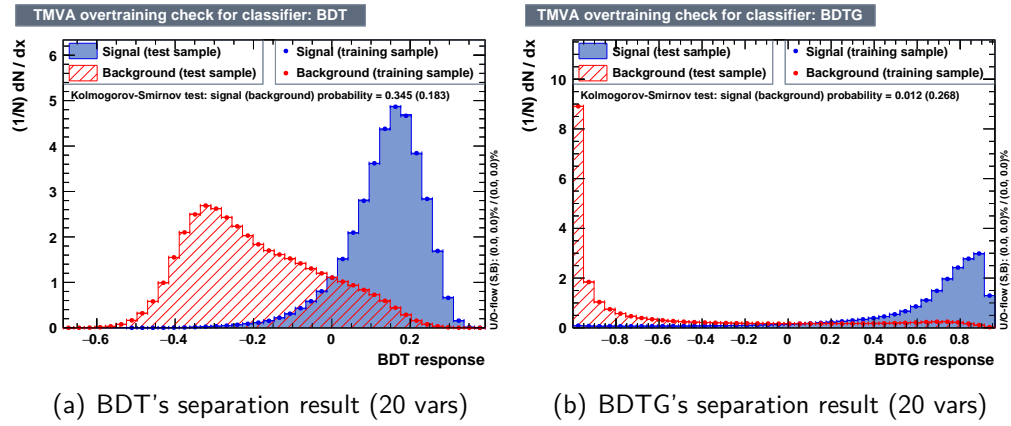 TMVA overtraining check for classifier: BDT
Signal (test sample)
Background (test sample)
Signal (training sample)
Background (training sample)
Kolmogorov-Smirnov test: signal (background) probability = 0.345 (0.183)
(1/N) dN / dx
6
5
4
3
2
1
0
−0.6 −0.4 −0.2 0 0.2
BDT response
U/O-flow (S,B): (0.0, 0.0)% / (0.0, 0.0)%
(a) BDT's separation result (20 vars)
TMVA overtraining check for classifier: BDTG
Signal (test sample)
Background (test sample)
Signal (training sample)
Background (training sample)
Kolmogorov-Smirnov test: signal (background) probability = 0.012 (0.268)
(1/N) dN / dx
10
8
6
4
2
0
−0.8 −0.6 −0.4 −0.2 0 0.2 0.4 0.6 0.8
BDTG response
U/O-flow (S,B): (0.0, 0.0)% / (0.0, 0.0)%
(b) BDTG's separation result (20 vars)